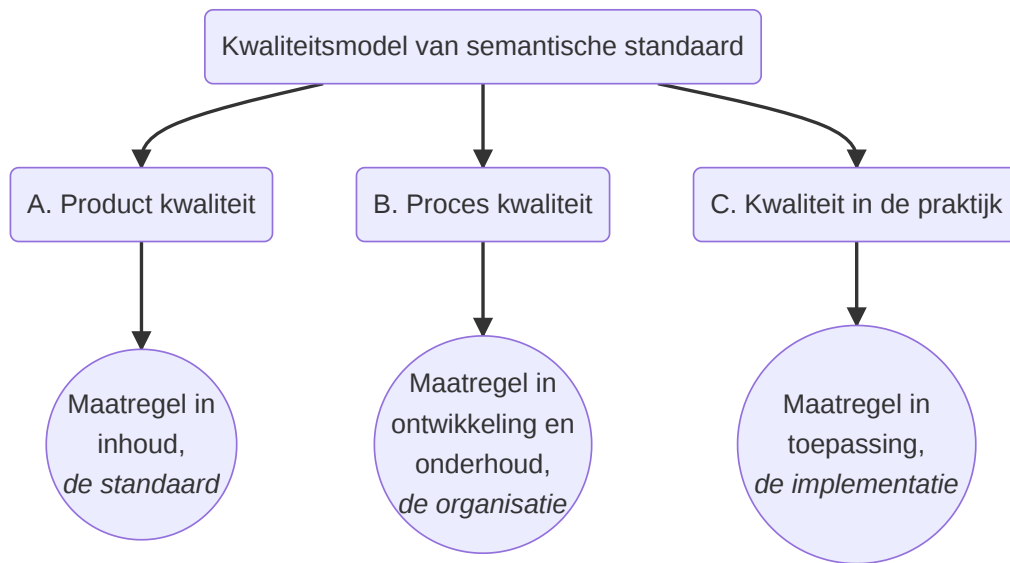 Kwaliteitsmodel van semantische standaard
A. Product kwaliteit
B. Proces kwaliteit
C. Kwaliteit in de praktijk
Maatregel in
inhoud,
de standaard
Maatregel in
ontwikkeling en
onderhoud,
de organisatie
Maatregel in
toepassing,
de implementatie